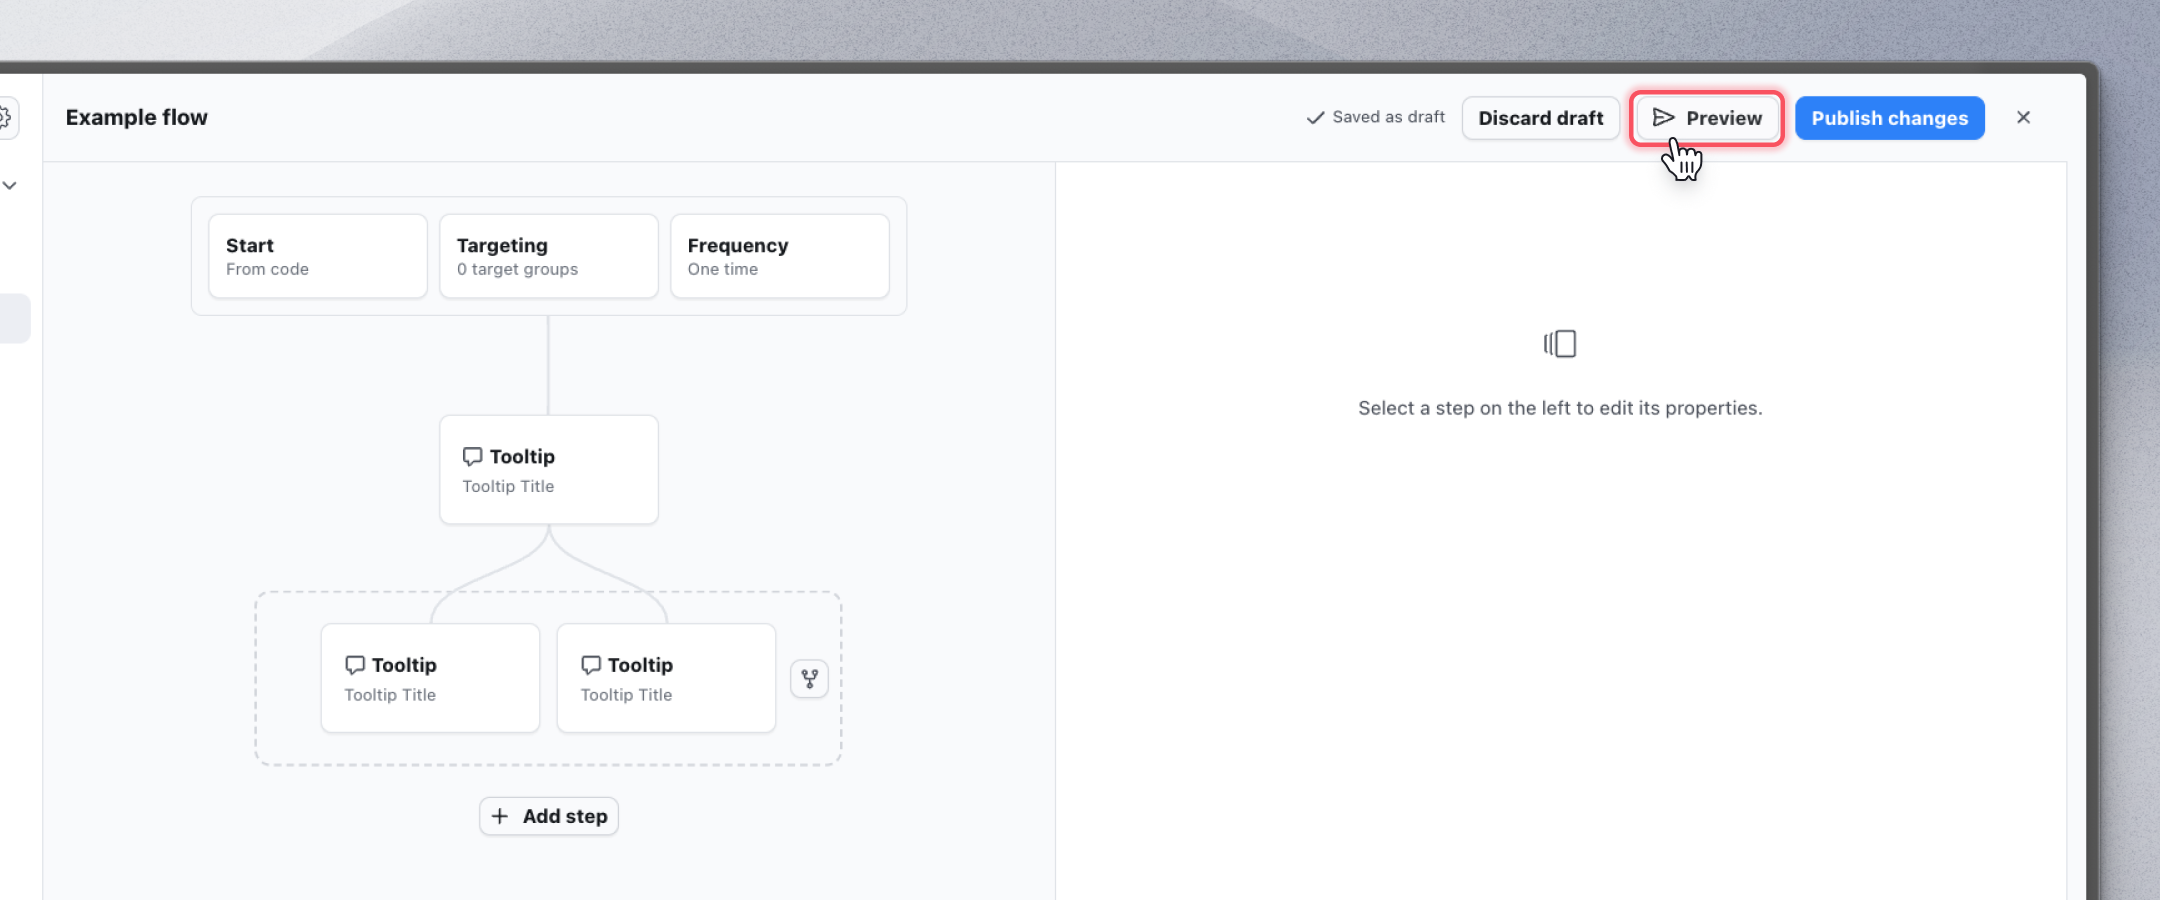 Example flow
Saved as draft
Discard draft
Preview
Publish changes
Start
From code
Targeting
0 target groups
Frequency
One time
Tooltip
Tooltip Title
Select a step on the left to edit its properties.
Tooltip
Tooltip Title
Tooltip
Tooltip Title
Add step